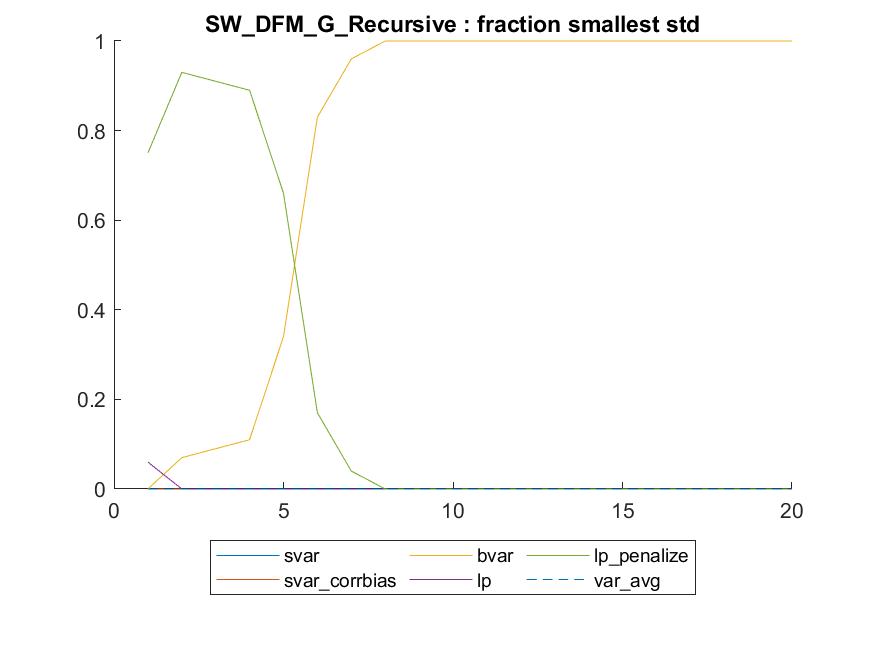 SW_DFM_G_Recursive : fraction smallest std
1
0.8
0.6
0.4
0.2
0
0 5 10 15 20
svar bvar lp_penalize
svar_corrbias lp var_avg